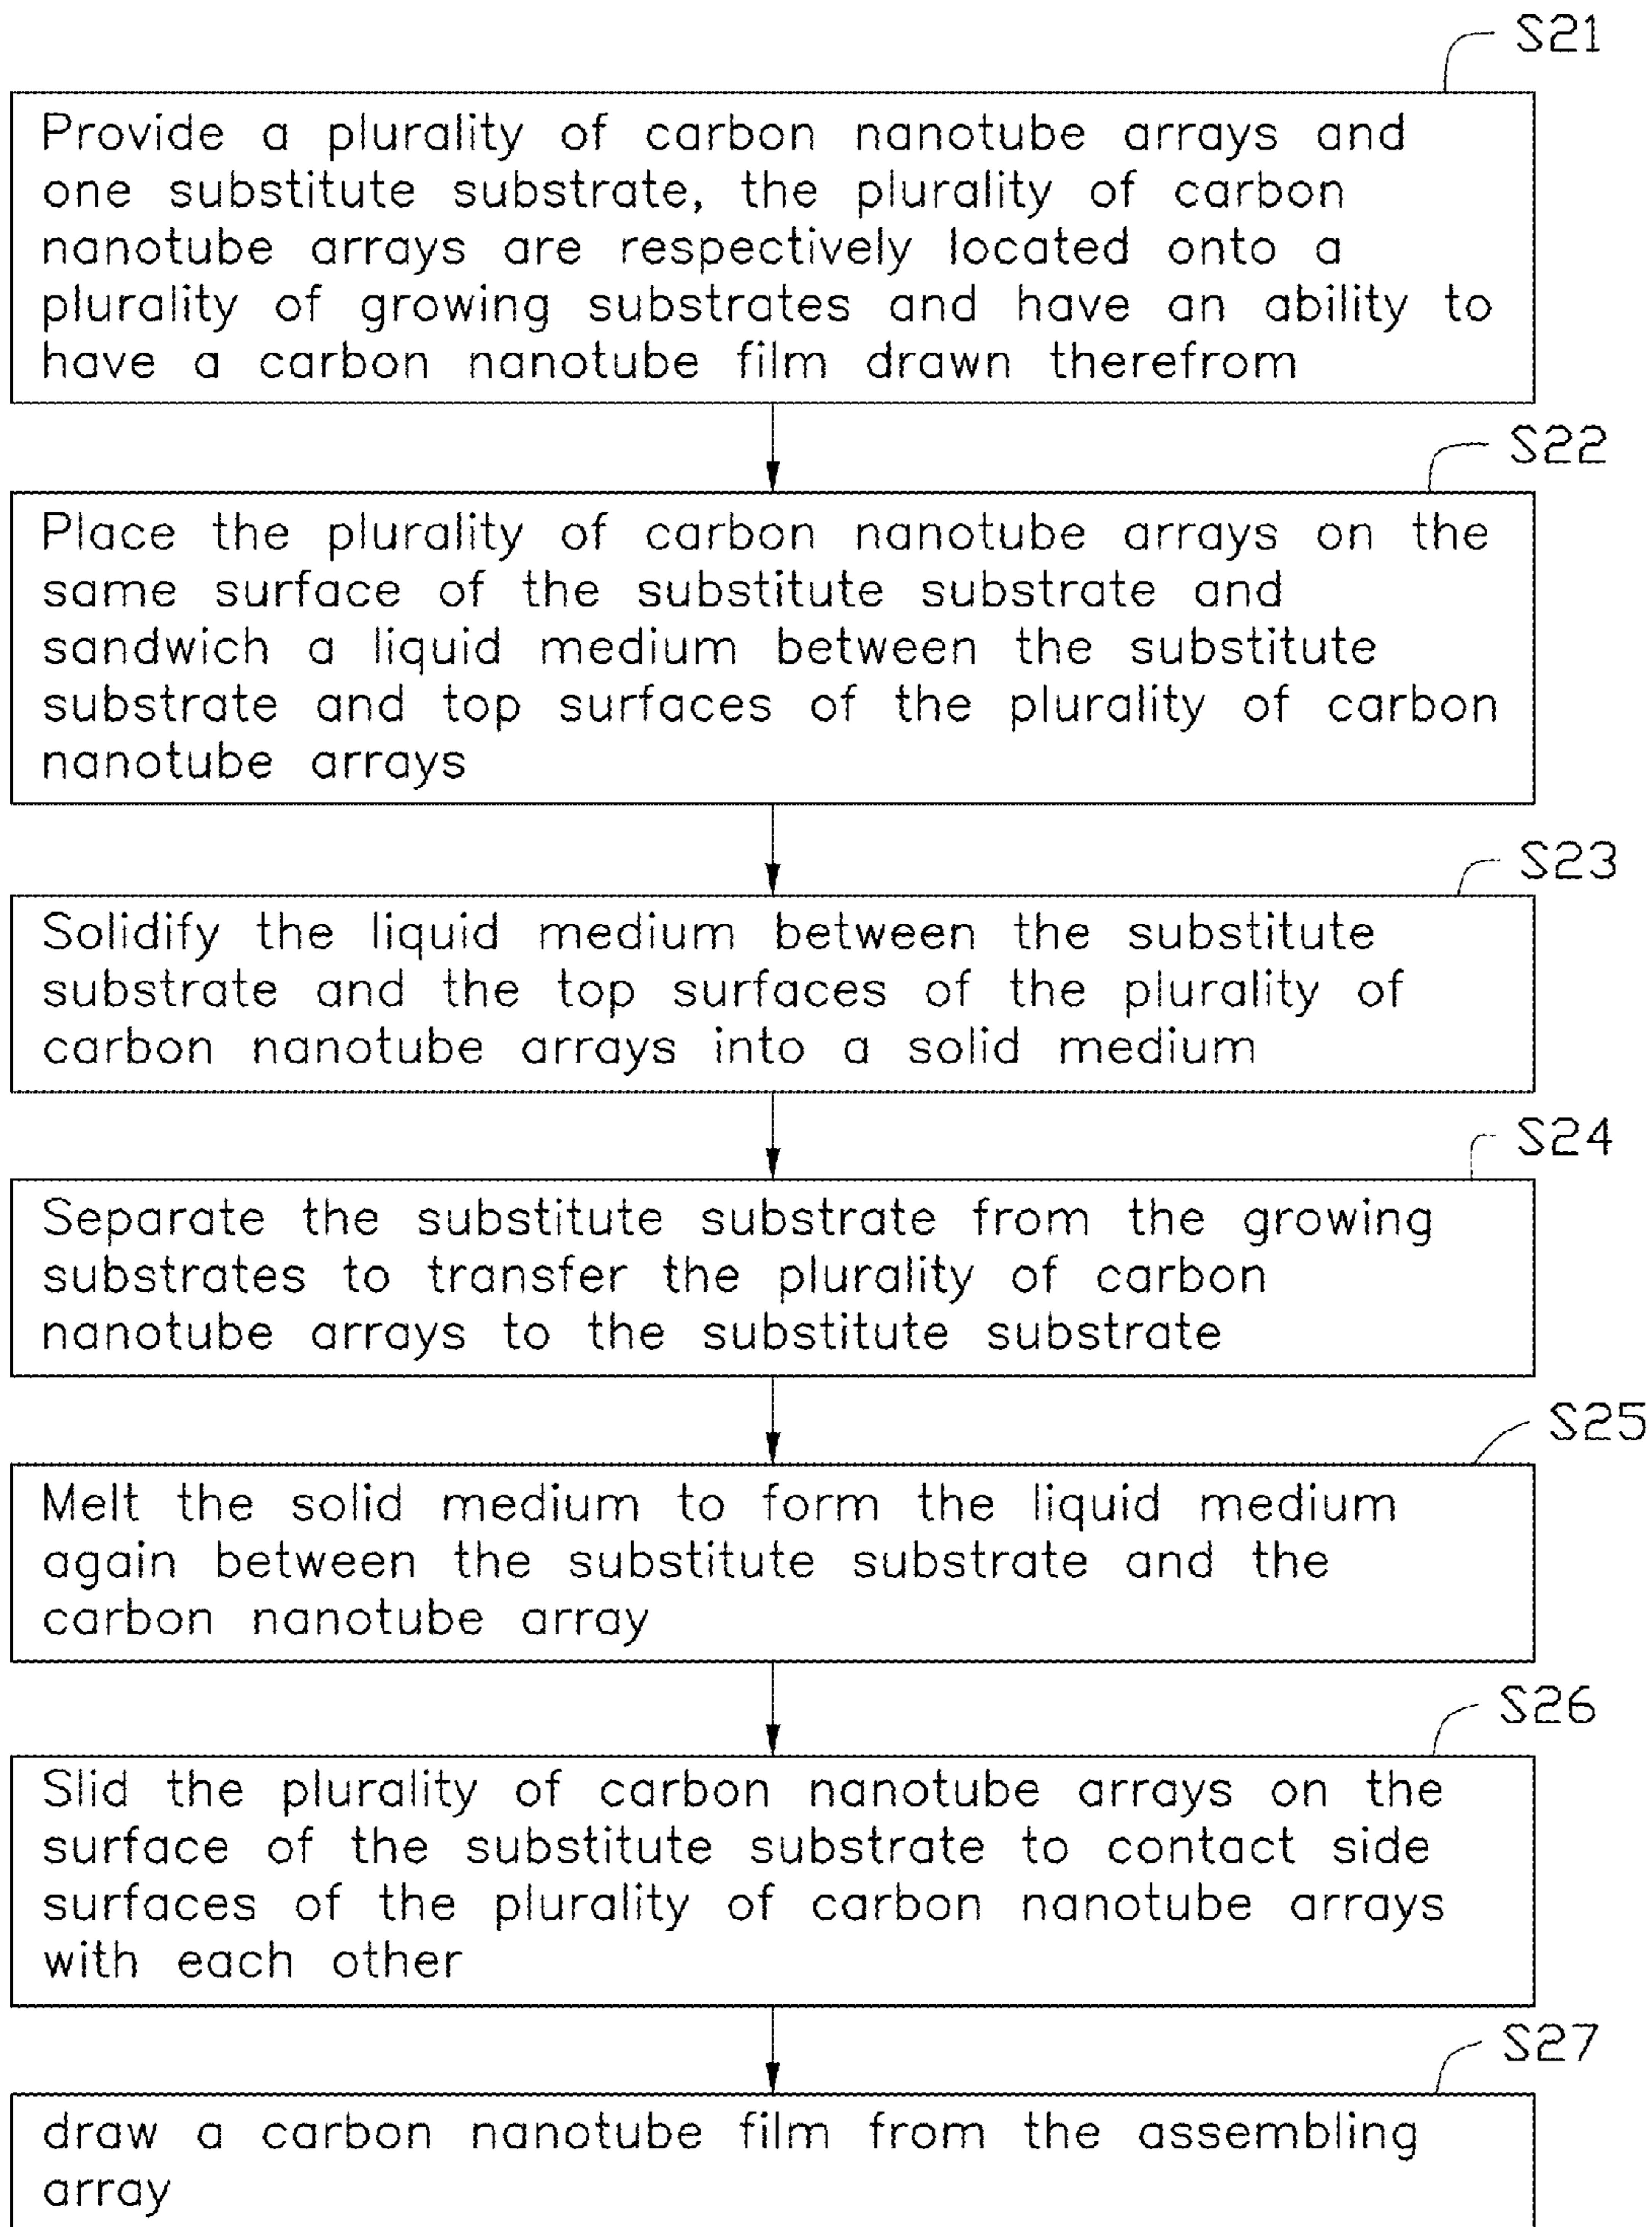 S21
Provide a plurality of carbon nanotube arrays and
one substitute substrate, the plurality of carbon
nanotube arrays are respectively located onto a
plurality of growing substrates and have an ability to
have a carbon nanotube film drawn therefrom
S22
Place the plurality of carbon nanotube arrays on the
same surface of the substitute substrate and
sandwich a liquid medium between the substitute
substrate and top surfaces of the plurality of carbon
nanotube arrays
S23
Solidify the liquid medium between the substitute
substrate and the top surfaces of the plurality of
carbon nanotube arrays into a solid medium
S24
Separate the substitute substrate from the growing
substrates to transfer the plurality of carbon
nanotube arrays to the substitute substrate
S25
Melt the solid medium to form the liquid medium
again between the substitute substrate and the
carbon nanotube array
S26
Slid the plurality of carbon nanotube arrays on the
surface of the substitute substrate to contact side
surfaces of the plurality of carbon nanotube arrays
with each other
S27
draw a carbon nanotube film from the assembling
array